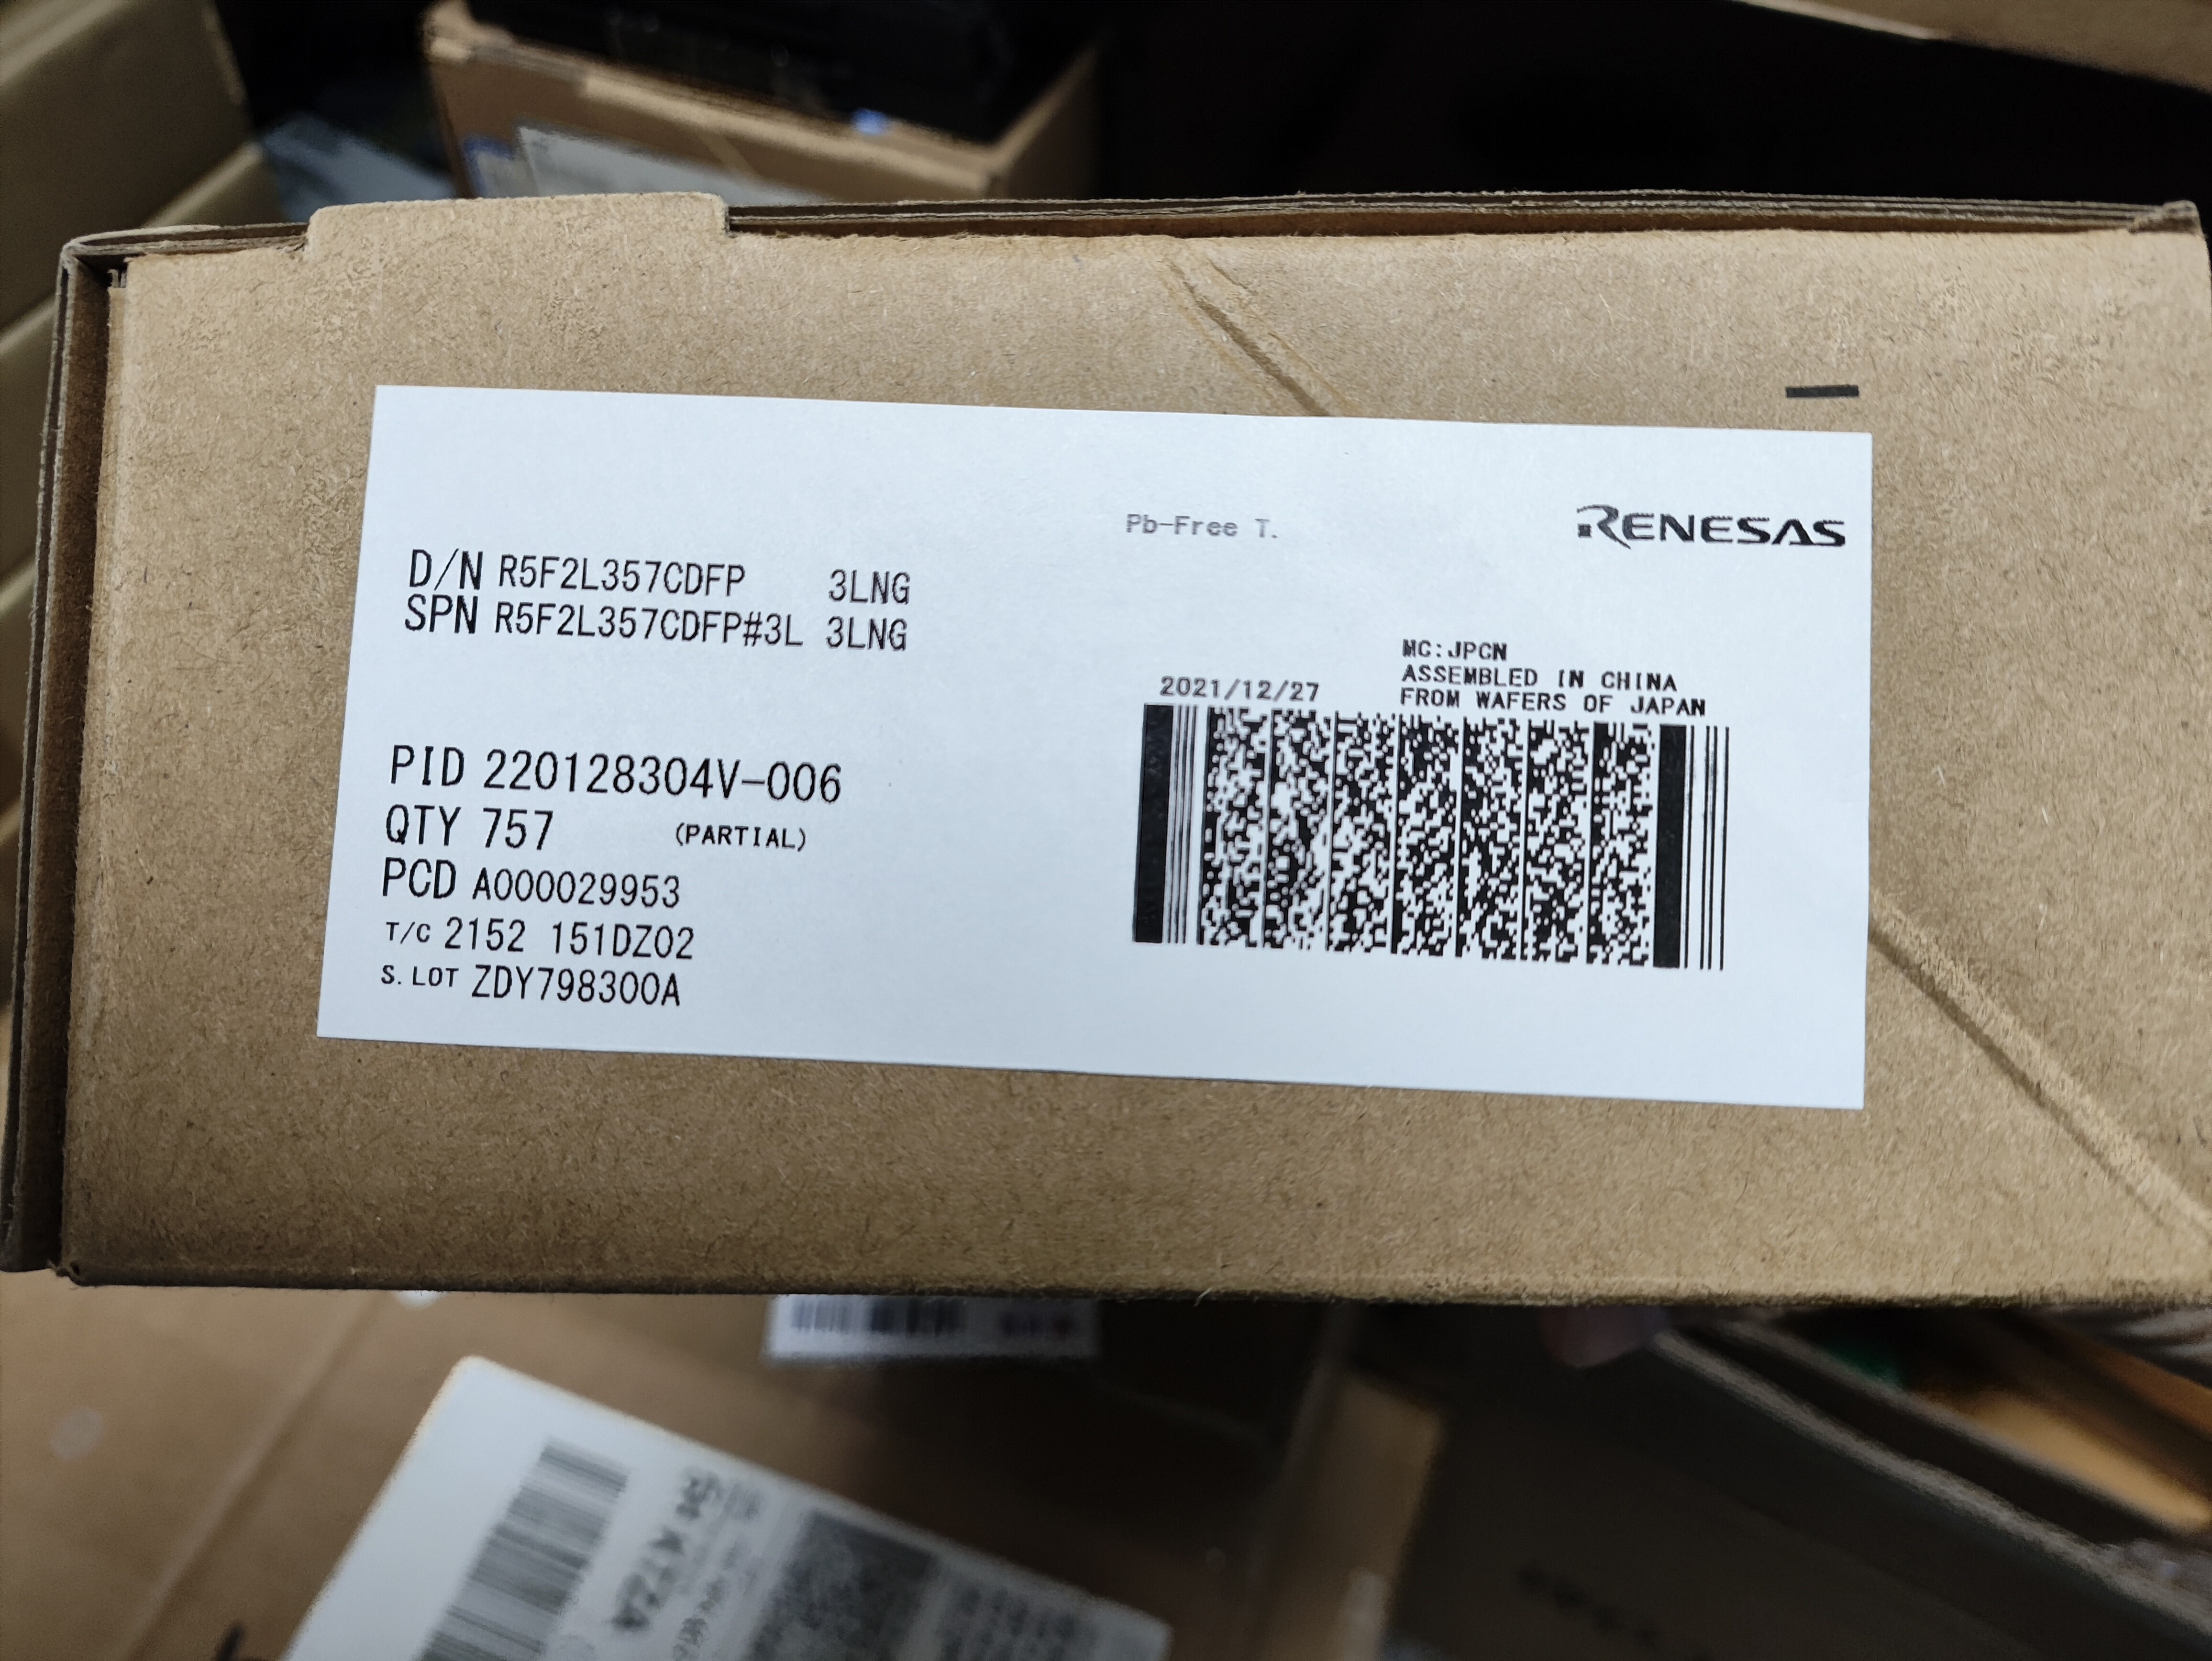 Pb-Free T.
RENESAS
D/N R5F2L357CDFP 3LNG
SPN R5F2L357CDFP#3L 3LNG
MC:JPCN
ASSEMBLED IN CHINA
2021/12/27
FROM WAFERS OF JAPAN
PID 220128304V-006
QTY 757 (PARTIAL)
PCD A000029953
T/C 2152 151DZ02
S. LOT ZDY798300A